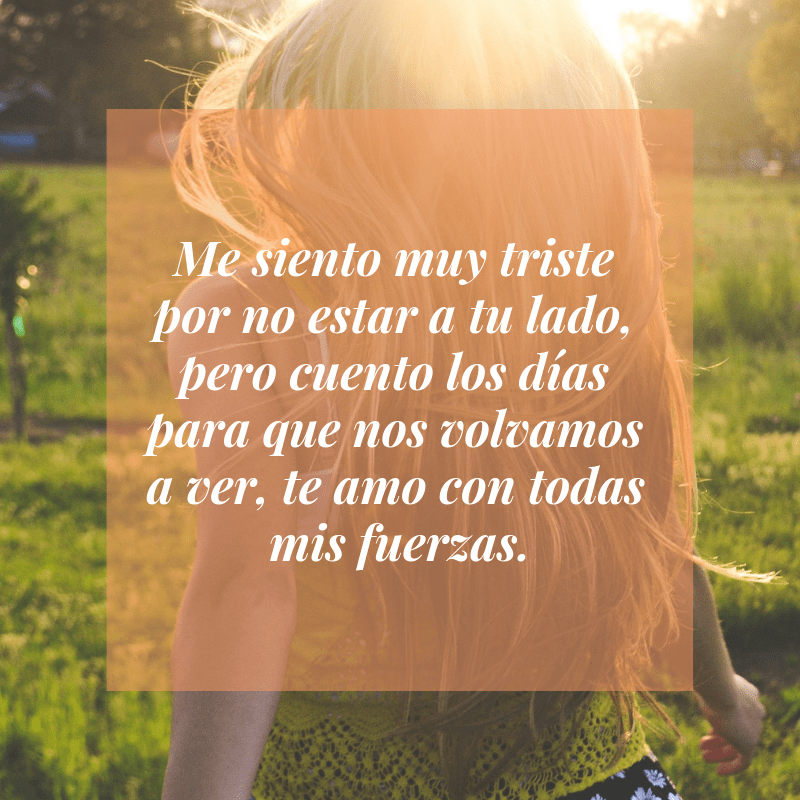 Me siento muy triste
por no estar a tu lado,
pero cuento los días
para que nos volvamos
a ver, te amo con todas
mis fuerzas.